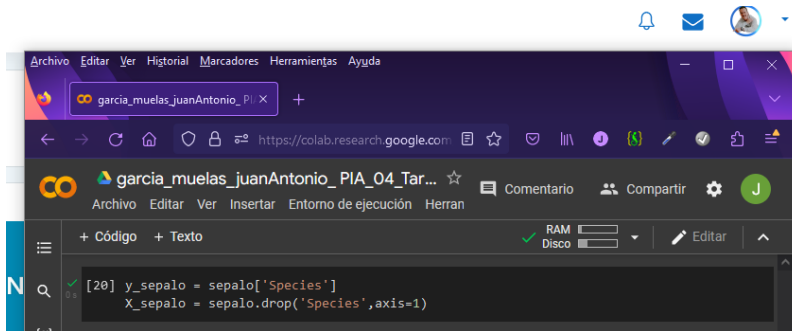 Archivo Editar Ver Historial Marcadores Herramientas Ayuda
garcia_muelas_juanAntonio_ PI
https://colab.research.google.com
garcia_muelas_juanAntonio_ PIA_04_Tar...
Comentario Compartir J
Archivo Editar Ver Insertar Entorno de ejecución Herran
+ Código + Texto
RAM
Disco
Editar
N
0 s
[20] y_sepalo = sepalo['Species']
X_sepalo = sepalo.drop('Species',axis=1)